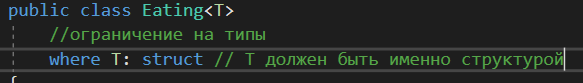 public class Eating<T>
//ограничение на типы
where T: struct // T должен быть именно структурой
{